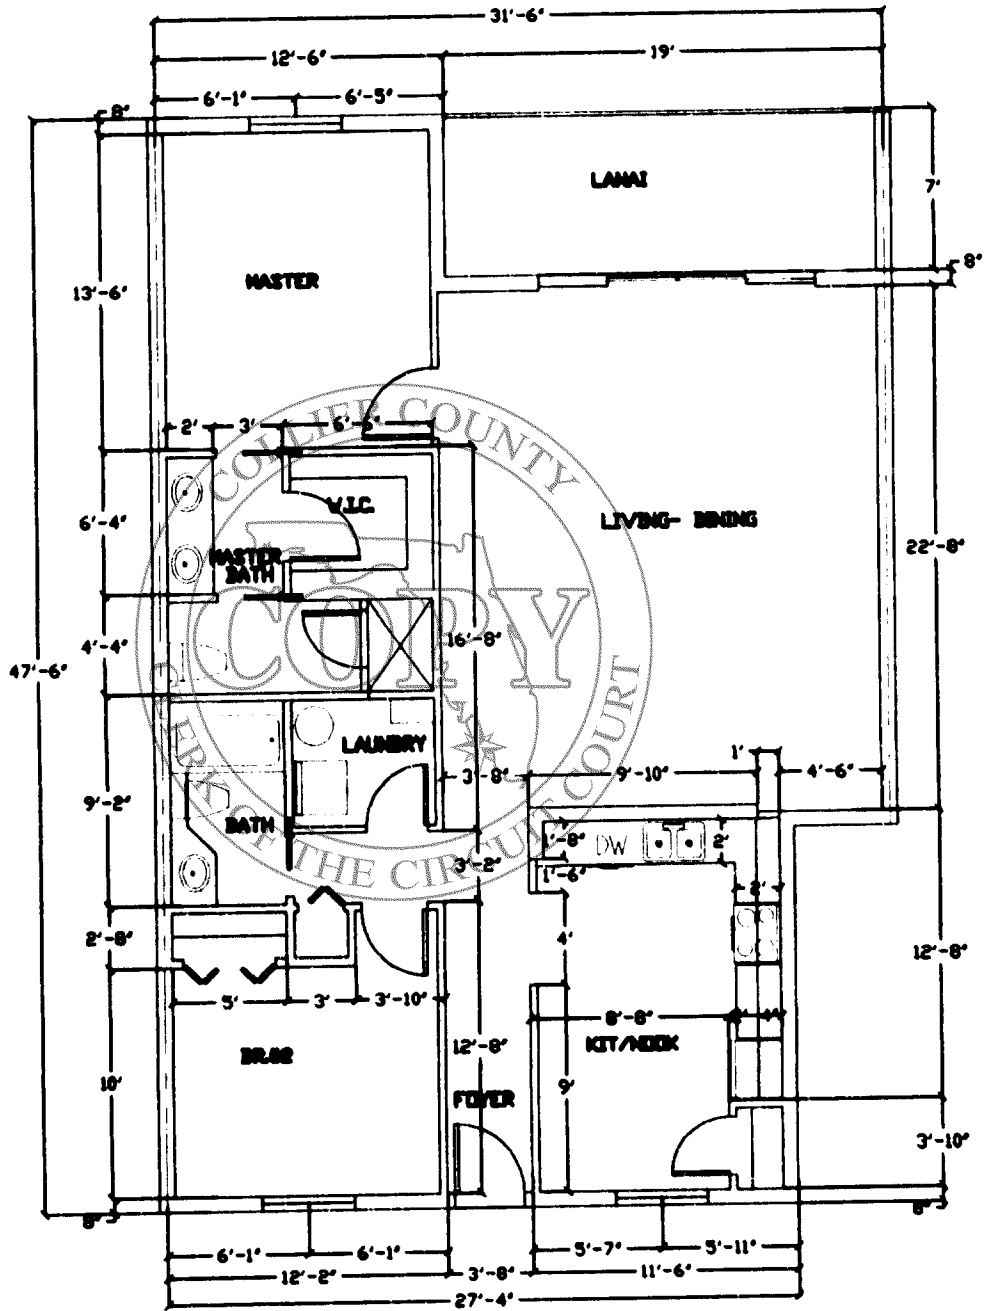 31'-6"
12'-6" 19'
6'-1" 6'-5"
8"
LANAI
7'
8"
MASTER
13'-6"
2' 3' 6'-5"
COLLIER COUNTY
W.I.C.
6'-4"
LIVING- DINING
22'-8"
MASTER
BATH
COPY
4'-4"
16'-8"
47'-6"
LAUNDRY
1'
3'-8" 9'-10" 4'-6"
9'-2"
BATH
1'-8" DW 2'
CLERK OF THE CIRCUIT COURT
3'-2"
1'-6"
2'
2'-8"
4'
12'-8"
5' 3' 3'-10"
8'-8"
KIT/NOOK
BR.#2
12'-8"
10'
9'
FOYER
3'-10"
8"
8"
6'-1" 6'-1" 5'-7" 5'-11"
12'-2" 3'-8" 11'-6"
27'-4"